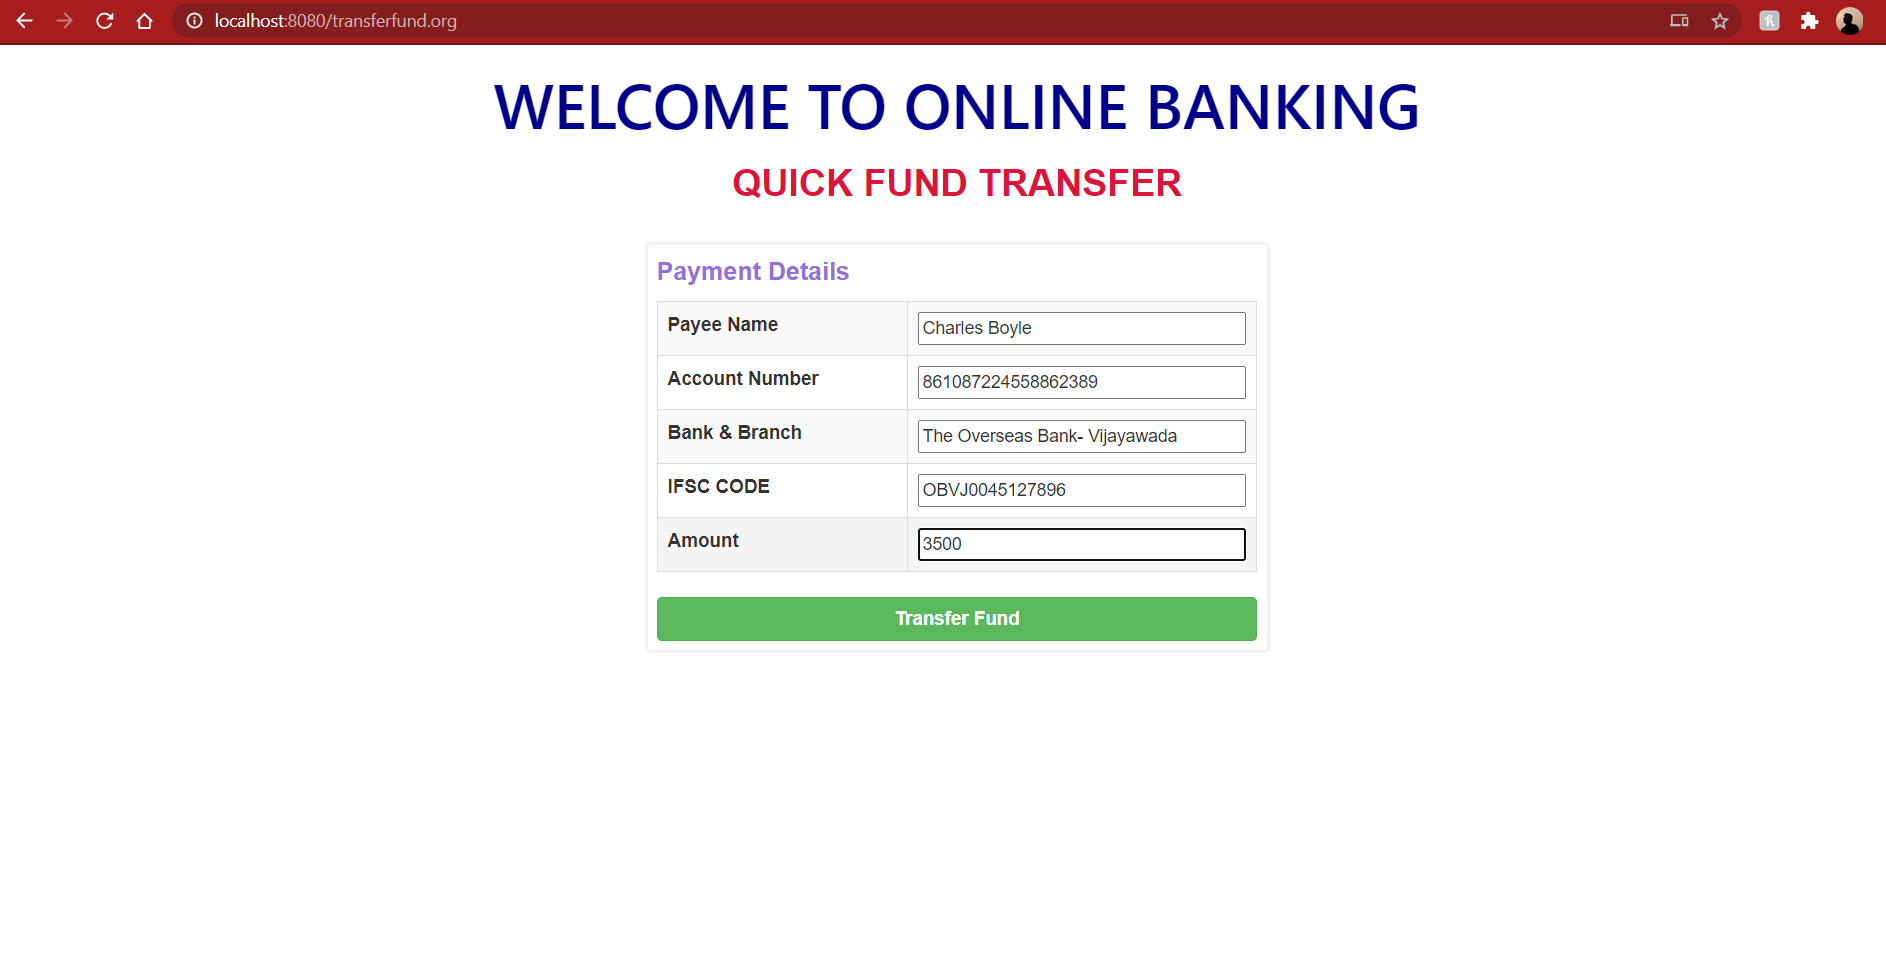 localhost:8080/transferfund.org
WELCOME TO ONLINE BANKING
QUICK FUND TRANSFER
Payment Details
Payee Name Charles Boyle
Account Number 861087224558862389
Bank & Branch The Overseas Bank- Vijayawada
IFSC CODE OBVJ0045127896
Amount 3500
Transfer Fund